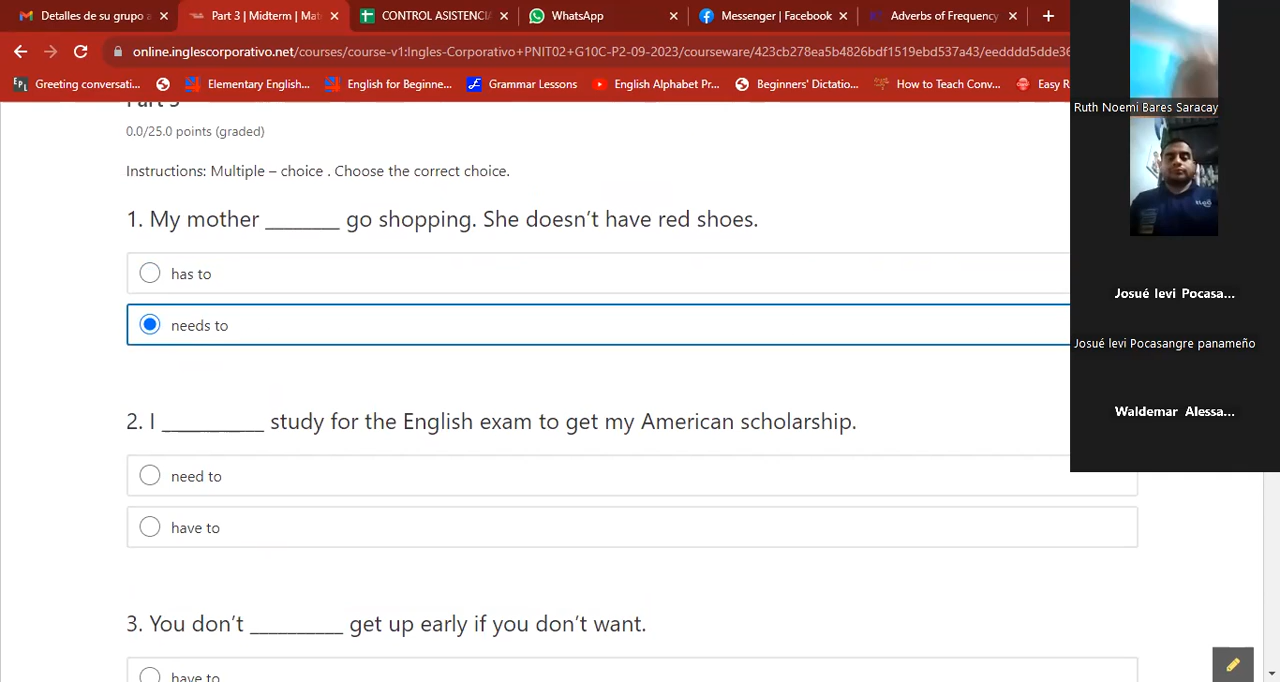 Detalles de su grupo a
Part 3 | Midterm | Mat
CONTROL ASISTENCIA
WhatsApp
Messenger | Facebook
Adverbs of Frequency
online.inglescorporativo.net/courses/course-v1:Ingles-Corporativo+PNIT02+G10C-P2-09-2023/courseware/423cb278ea5b4826bdf1519ebd537a43/eedddd5dde36
EPL Greeting conversati...
Elementary English...
English for Beginne...
Grammar Lessons
English Alphabet Pr...
Beginners' Dictatio...
How to Teach Conv...
Easy R
Part 3
0.0/25.0 points (graded)
Instructions: Multiple – choice . Choose the correct choice.
1. My mother ________ go shopping. She doesn’t have red shoes.
has to
needs to
2. I ___________ study for the English exam to get my American scholarship.
need to
have to
3. You don’t __________ get up early if you don’t want.
have to
Ruth Noemi Bares Saracay
Josué levi Pocasa...
Josué levi Pocasangre panameño
Waldemar Alessa...